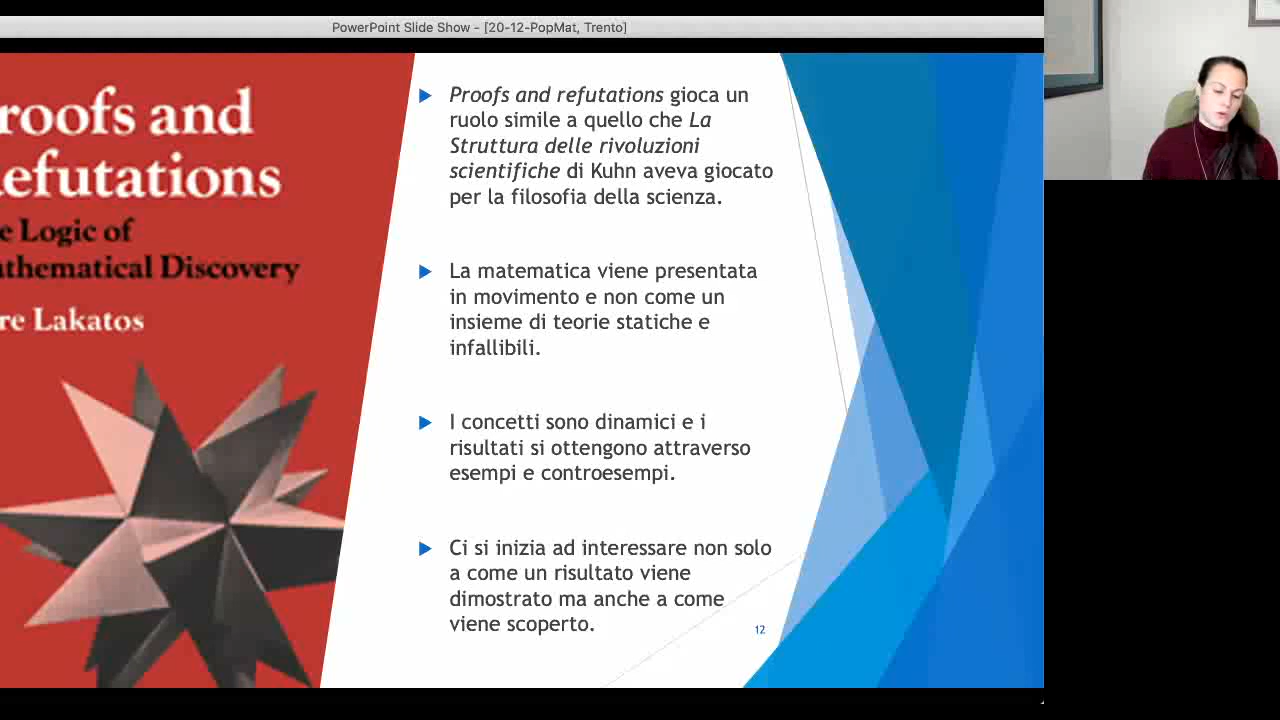 PowerPoint Slide Show - [20-12-PopMat, Trento]
roofs and
efutations
e Logic of
athematical Discovery
re Lakatos
Proofs and refutations gioca un
ruolo simile a quello che La
Struttura delle rivoluzioni
scientifiche di Kuhn aveva giocato
per la filosofia della scienza.
La matematica viene presentata
in movimento e non come un
insieme di teorie statiche e
infallibili.
I concetti sono dinamici e i
risultati si ottengono attraverso
esempi e controesempi.
Ci si inizia ad interessare non solo
a come un risultato viene
dimostrato ma anche a come
viene scoperto.
12